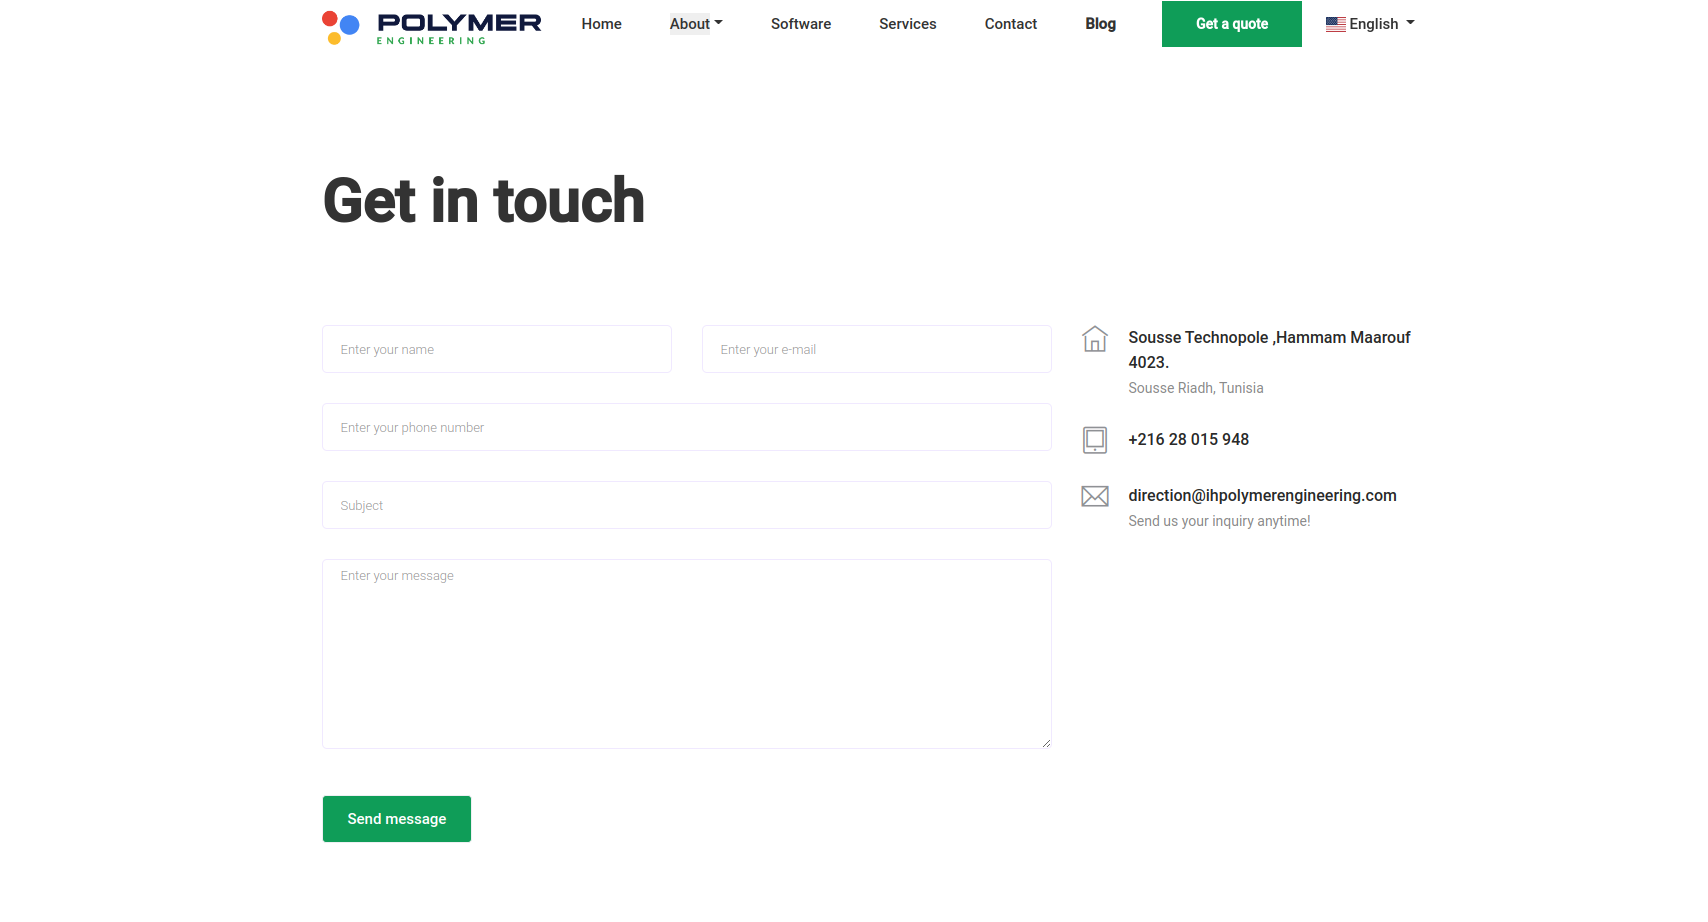 POLYMER
ENGINEERING
Home
About
Software
Services
Contact
Blog
Get a quote
English
Get in touch
Enter your name
Enter your e-mail
Enter your phone number
Subject
Enter your message
Send message
Sousse Technopole ,Hammam Maarouf
4023.
Sousse Riadh, Tunisia
+216 28 015 948
direction@ihpolymerengineering.com
Send us your inquiry anytime!